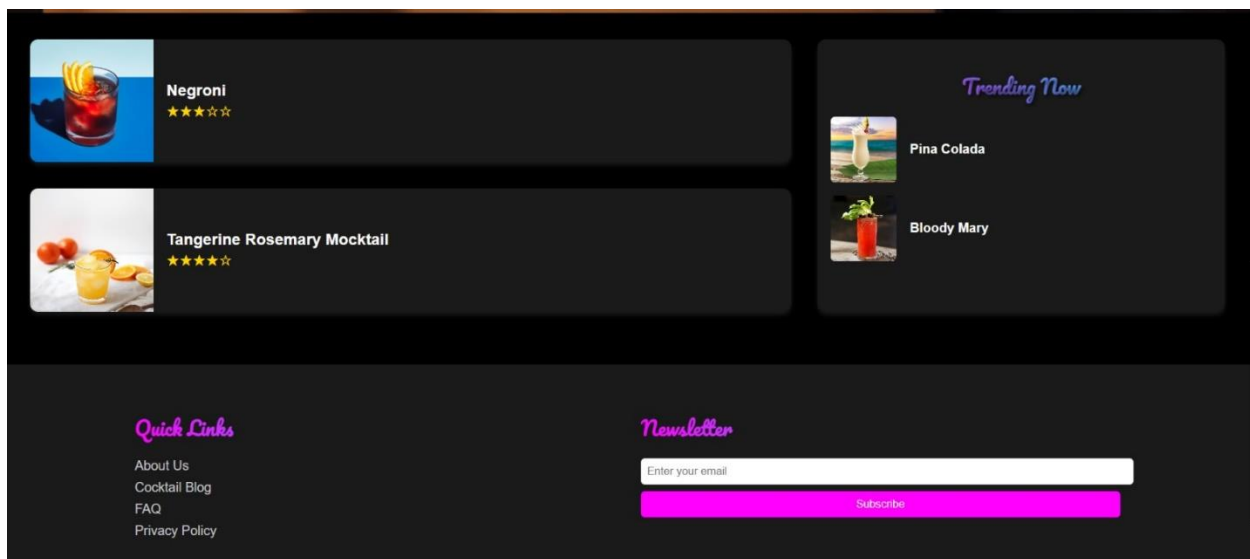 Negroni
★★★☆☆
Tangerine Rosemary Mocktail
★★★★☆
Trending Now
Pina Colada
Bloody Mary
Quick Links
About Us
Cocktail Blog
FAQ
Privacy Policy
Newsletter
Enter your email
Subscribe